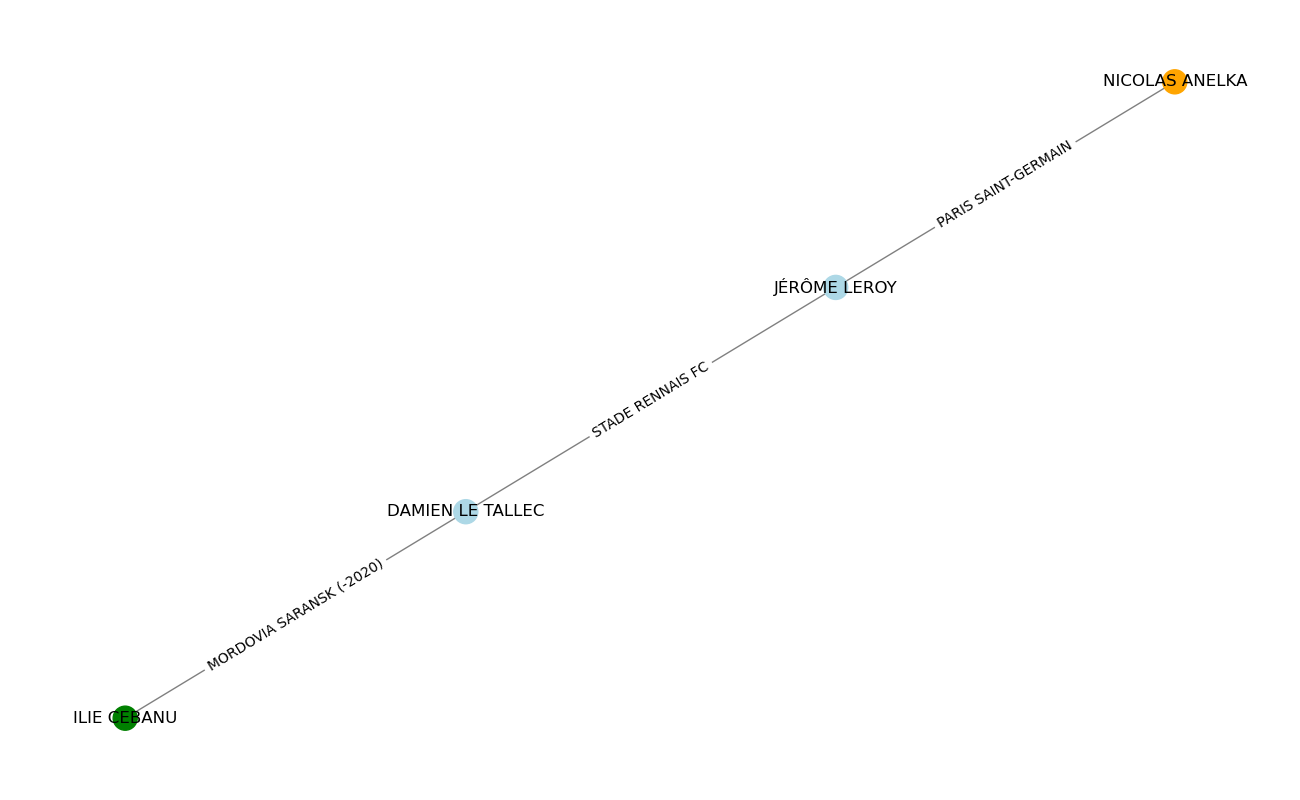 NICOLAS ANELKA
PARIS SAINT-GERMAIN
JÉRÔME LEROY
STADE RENNAIS FC
DAMIEN LE TALLEC
MORDOVIA SARANSK (-2020)
ILIE CEBANU